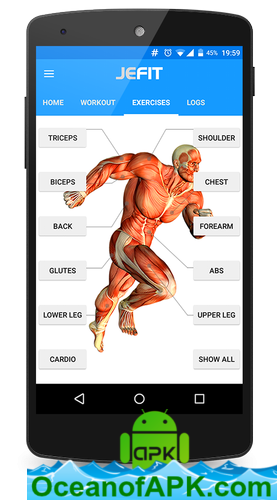 # 45% 19:59
JEFIT
HOME WORKOUT EXERCISES LOGS
TRICEPS SHOULDER
BICEPS CHEST
BACK FOREARM
GLUTES ABS
LOWER LEG UPPER LEG
CARDIO SHOW ALL
apk
OceanofAPK.com